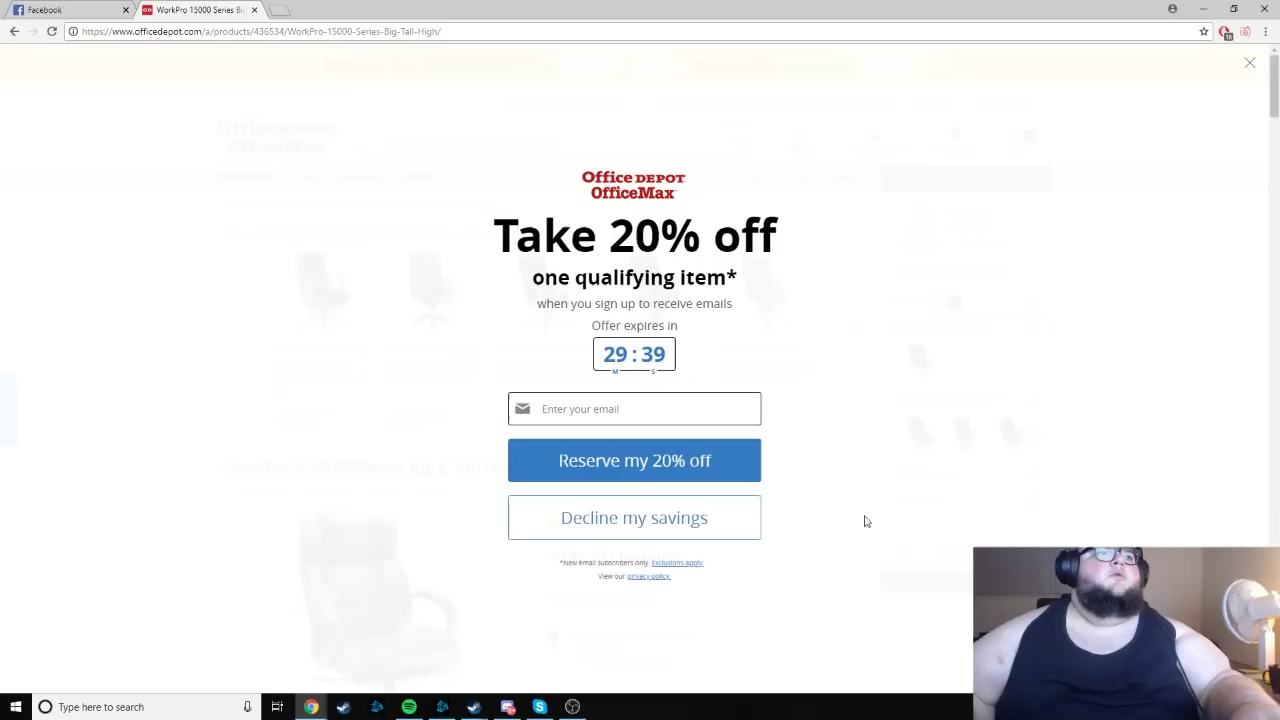 Facebook
WorkPro 15000 Series Bi
https://www.officedepot.com/a/products/436534/WorkPro-15000-Series-Big-Tall-High/
Office DEPOT
OfficeMax
Take 20% off
one qualifying item*
when you sign up to receive emails
Offer expires in
29 : 39
M S
Enter your email
Reserve my 20% off
Decline my savings
*New email subscribers only. Exclusions apply.
View our privacy policy.
Type here to search